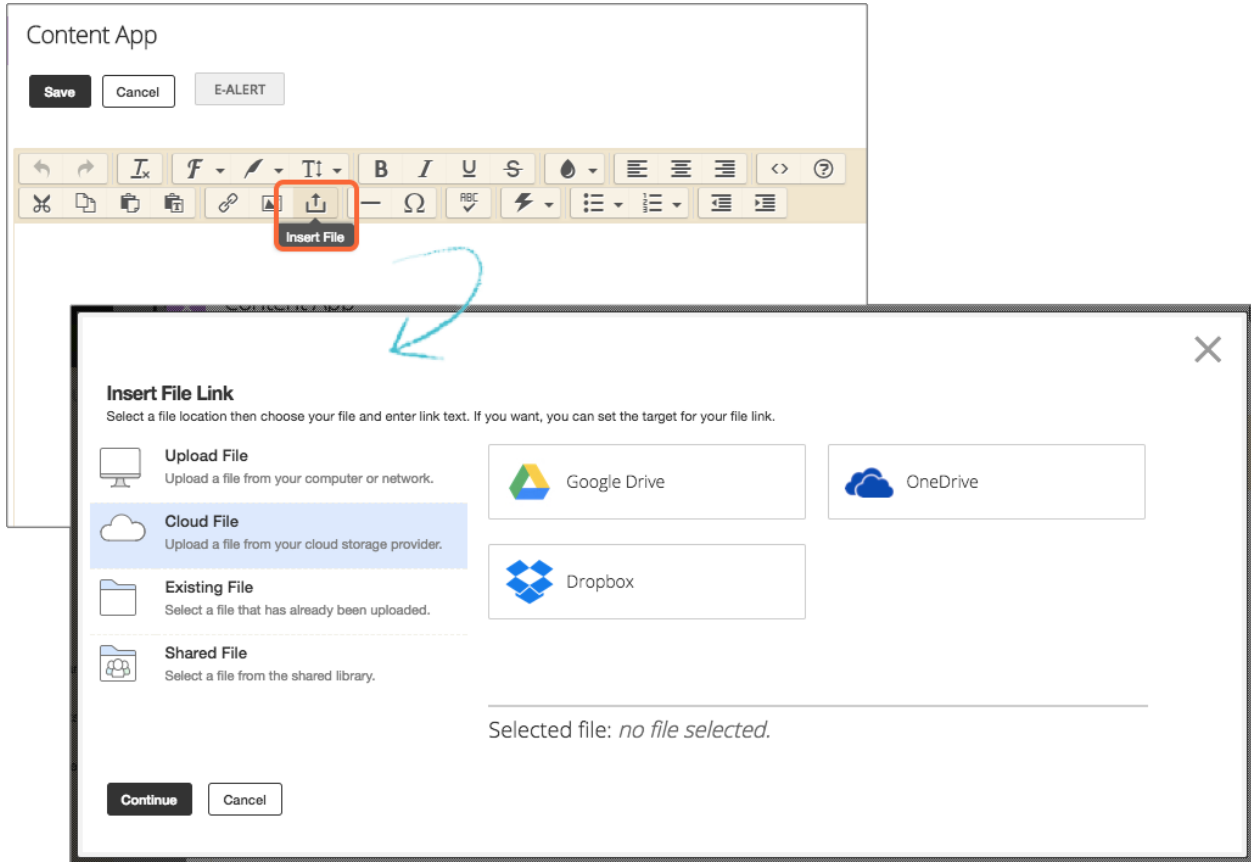 Content App
Save Cancel E-ALERT
Insert File
Insert File Link
Select a file location then choose your file and enter link text. If you want, you can set the target for your file link.
Upload File
Upload a file from your computer or network.
Cloud File
Upload a file from your cloud storage provider.
Existing File
Select a file that has already been uploaded.
Shared File
Select a file from the shared library.
Google Drive
OneDrive
Dropbox
Selected file: no file selected.
Continue Cancel